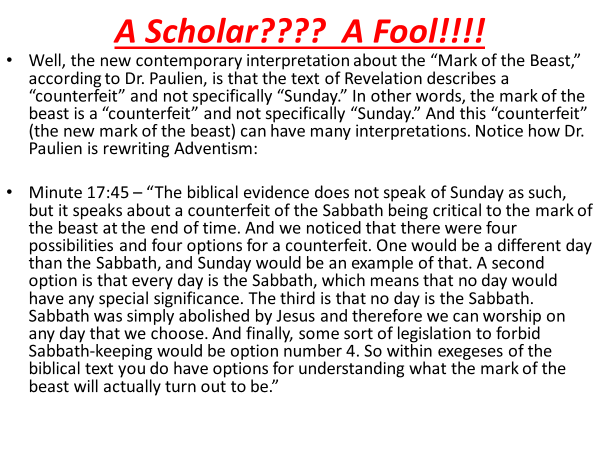 A Scholar????  A Fool!!!!
• Well, the new contemporary interpretation about the “Mark of the Beast,”
according to Dr. Paulien, is that the text of Revelation describes a
“counterfeit” and not specifically “Sunday.” In other words, the mark of the
beast is a “counterfeit” and not specifically “Sunday.” And this “counterfeit”
(the new mark of the beast) can have many interpretations. Notice how Dr.
Paulien is rewriting Adventism:
• Minute 17:45 – “The biblical evidence does not speak of Sunday as such,
but it speaks about a counterfeit of the Sabbath being critical to the mark of
the beast at the end of time. And we noticed that there were four
possibilities and four options for a counterfeit. One would be a different day
than the Sabbath, and Sunday would be an example of that. A second
option is that every day is the Sabbath, which means that no day would
have any special significance. The third is that no day is the Sabbath.
Sabbath was simply abolished by Jesus and therefore we can worship on
any day that we choose. And finally, some sort of legislation to forbid
Sabbath-keeping would be option number 4. So within exegeses of the
biblical text you do have options for understanding what the mark of the
beast will actually turn out to be.”